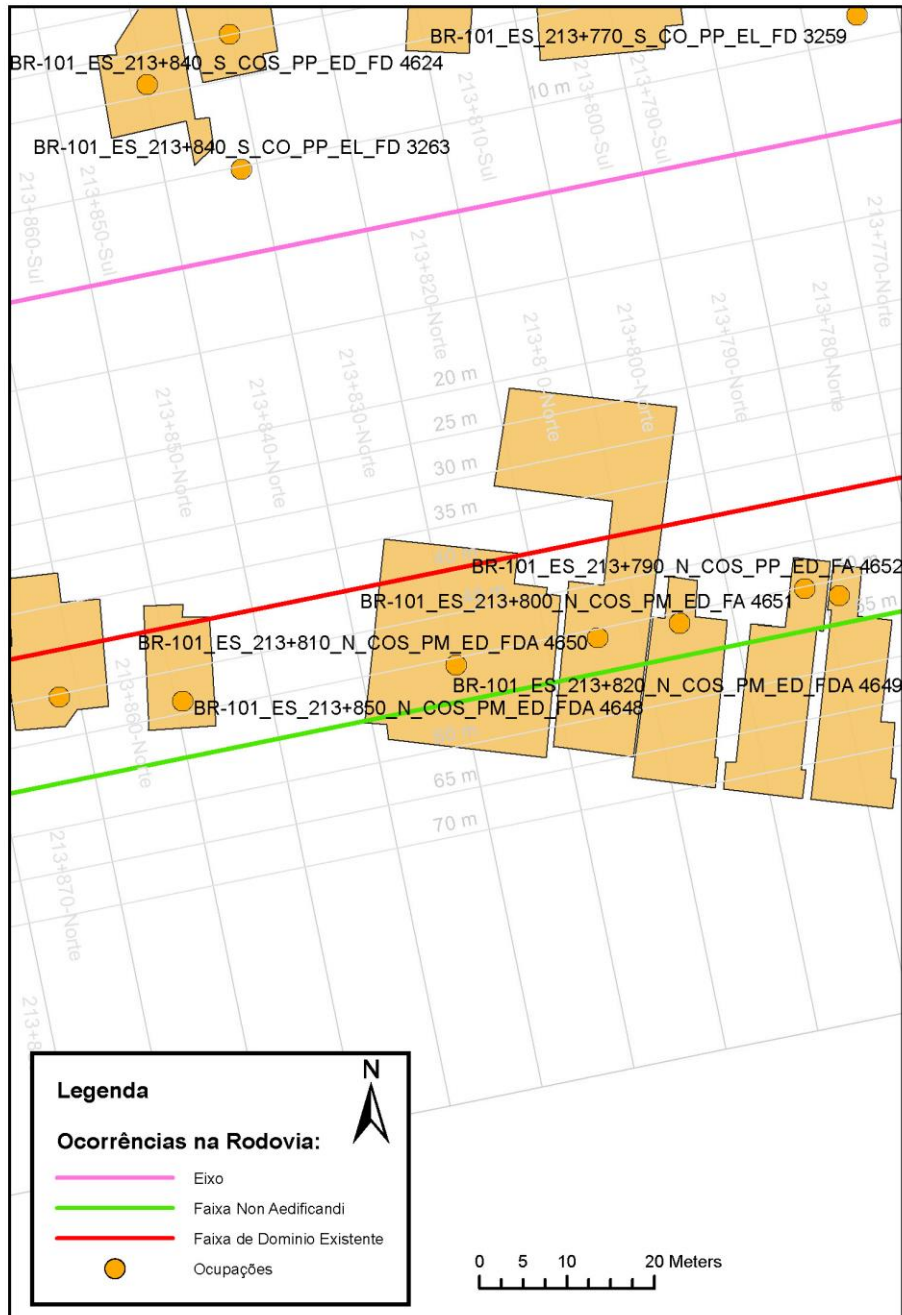 BR-101_ES_213+770_S_CO_PP_EL_FD 3259
BR-101_ES_213+840_S_COS_PP_ED_FD 4624
10 m
213+810-Sul
213+800-Sul
213+790-Sul
BR-101_ES_213+840_S_CO_PP_EL_FD 3263
213+860-Sul
213+850-Sul
213+770-Norte
213+820-Norte
213+780-Norte
213+790-Norte
213+800-Norte
213+810-Norte
213+830-Norte
213+840-Norte
213+850-Norte
20 m
25 m
30 m
35 m
BR-101_ES_213+790_N_COS_PP_ED_FA 4652
BR-101_ES_213+800_N_COS_PM_ED_FA 4651
55 m
BR-101_ES_213+810_N_COS_PM_ED_FDA 4650
BR-101_ES_213+820_N_COS_PM_ED_FDA 4649
213+860-Norte
BR-101_ES_213+850_N_COS_PM_ED_FDA 4648
65 m
70 m
213+870-Norte
N
Legenda
Ocorrências na Rodovia:
Eixo
Faixa Non Aedificandi
Faixa de Dominio Existente
Ocupações
0 5 10 20 Meters